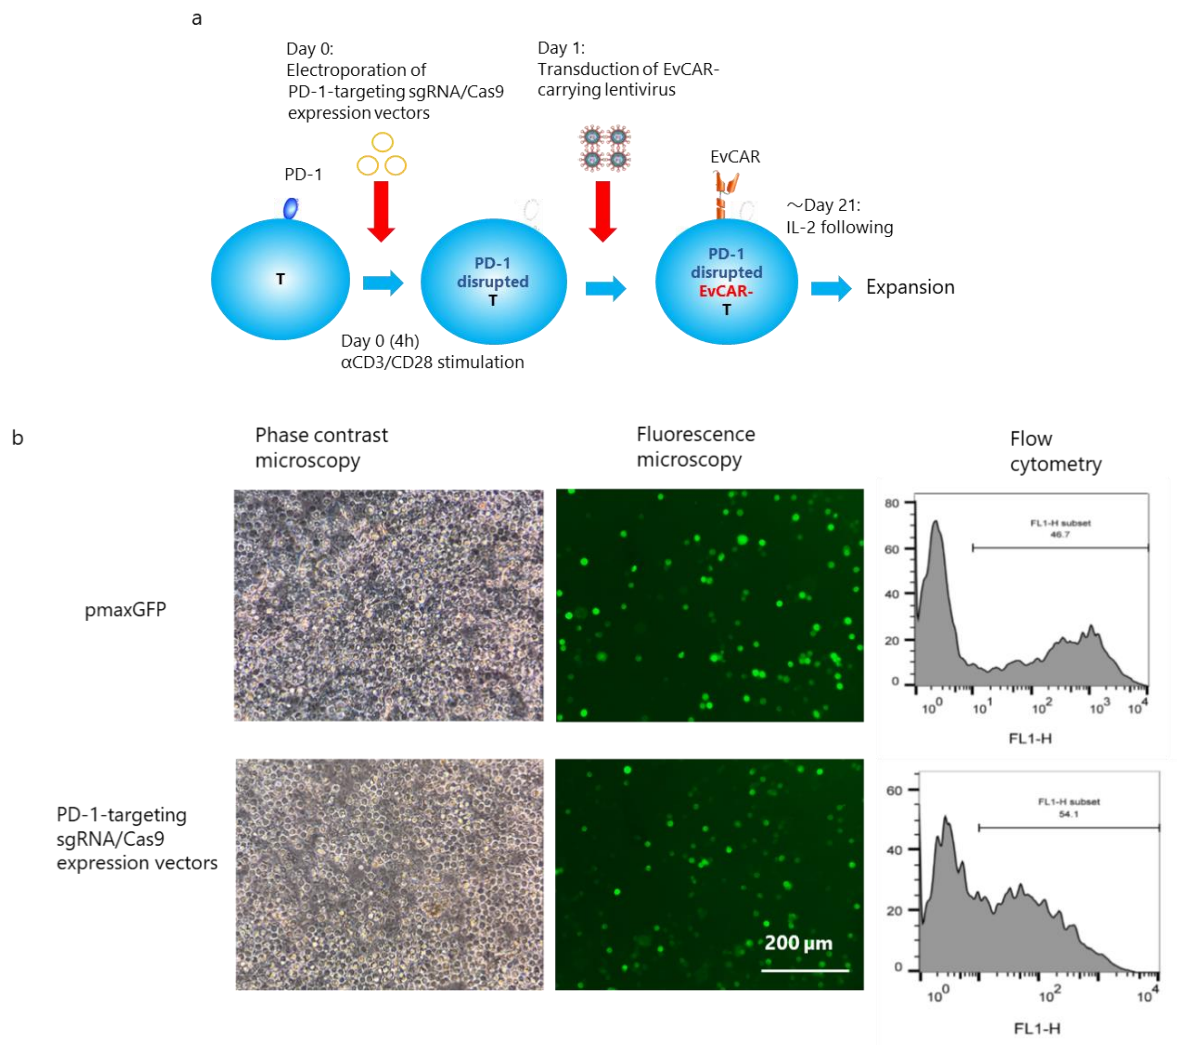 a
Day 0:
Electroporation of
PD-1-targeting sgRNA/Cas9
expression vectors
Day 1:
Transduction of EvCAR-
carrying lentivirus
PD-1
EvCAR
～Day 21:
IL-2 following
T
PD-1
disrupted
T
PD-1
disrupted
EvCAR-
T
Expansion
Day 0 (4h)
αCD3/CD28 stimulation
b
Phase contrast
microscopy
Fluorescence
microscopy
Flow
cytometry
pmaxGFP
80
60
40
20
0
FL1-H subset
46.7
10⁰ 10¹ 10² 10³ 10⁴
FL1-H
PD-1-targeting
sgRNA/Cas9
expression vectors
200 μm
60
40
20
0
FL1-H subset
54.1
10⁰ 10² 10⁴
FL1-H